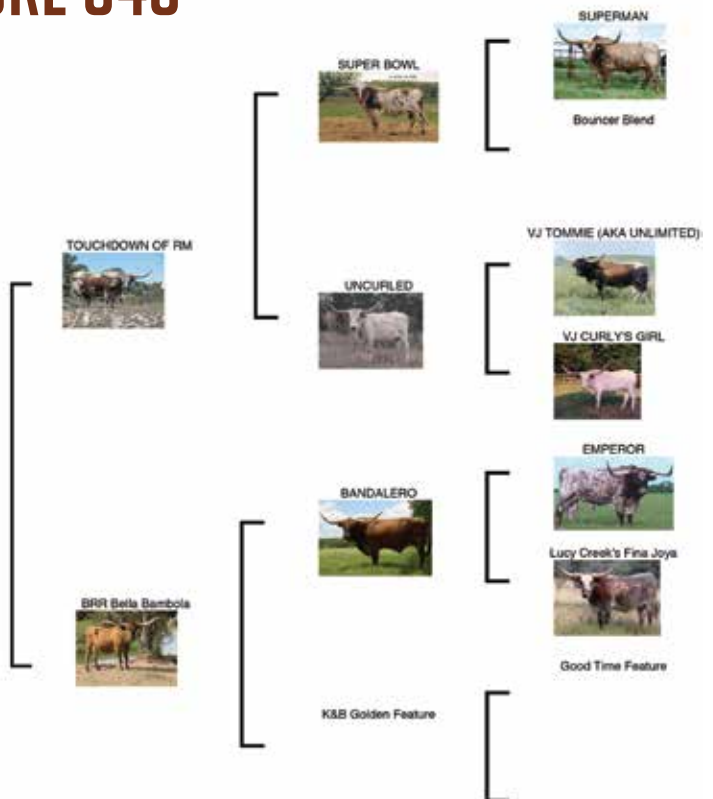 SUPERMAN
SUPER BOWL
Bouncer Blend
VJ TOMMIE (AKA UNLIMITED)
TOUCHDOWN OF RM
UNCURLED
VJ CURLY'S GIRL
EMPEROR
BANDALERO
Lucy Creek's Fina Joya
BRR Bella Bambola
Good Time Feature
K&B Golden Feature